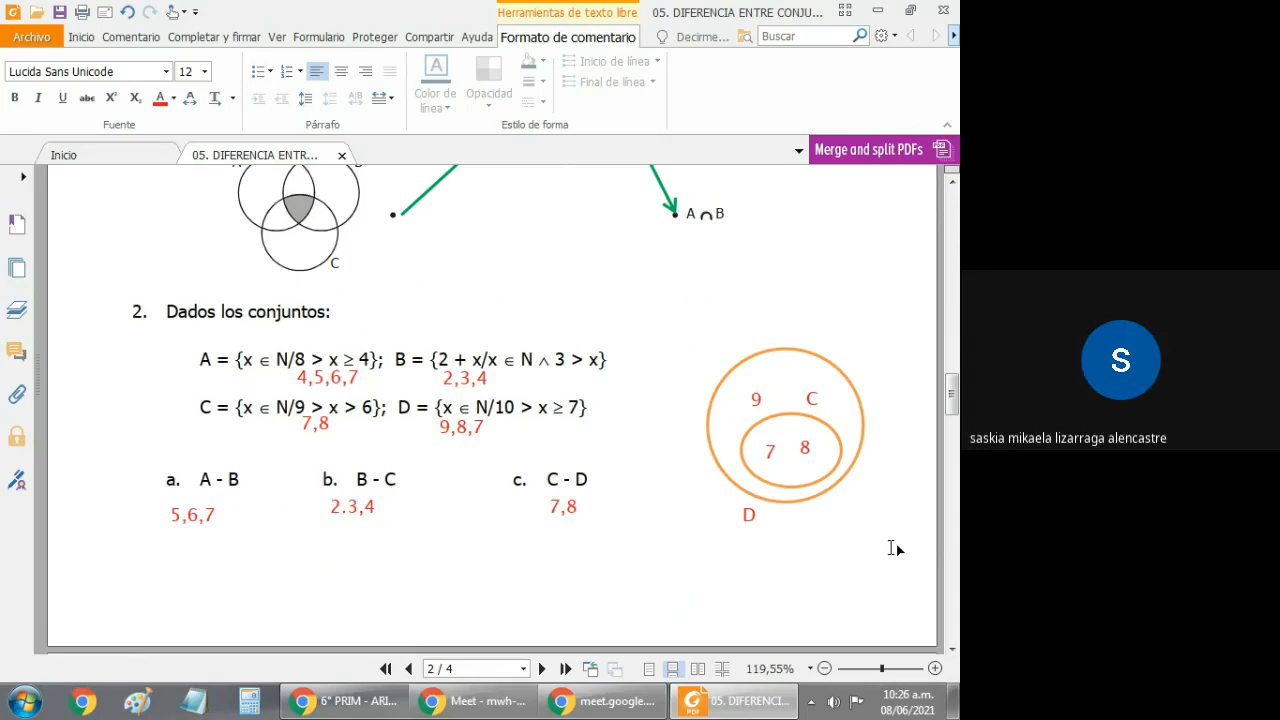 Herramientas de texto libre
05. DIFERENCIA ENTRE CONJU...
Archivo Inicio Comentario Completar y firmar Ver Formulario Proteger Compartir Ayuda Formato de comentario Decirme... Buscar
Lucida Sans Unicode 12
Color de línea
Opacidad
Inicio de línea
Final de línea
Fuente Párrafo Estilo de forma
Inicio
05. DIFERENCIA ENTR...
Merge and split PDFs
A ∩ B
C
2. Dados los conjuntos:
A = {x ∈ N/8 > x ≥ 4}; B = {2 + x/x ∈ N ∧ 3 > x}
4,5,6,7 2,3,4
9 C
C = {x ∈ N/9 > x > 6}; D = {x ∈ N/10 > x ≥ 7}
7,8 9,8,7
7 8
a. A - B b. B - C c. C - D
5,6,7 2.3,4 7,8
D
S
saskia mikaela lizarraga alencastre
2 / 4
119,55%
6° PRIM - ARI...
Meet - mwh-...
meet.google....
05. DIFERENCI...
10:26 a.m.
08/06/2021